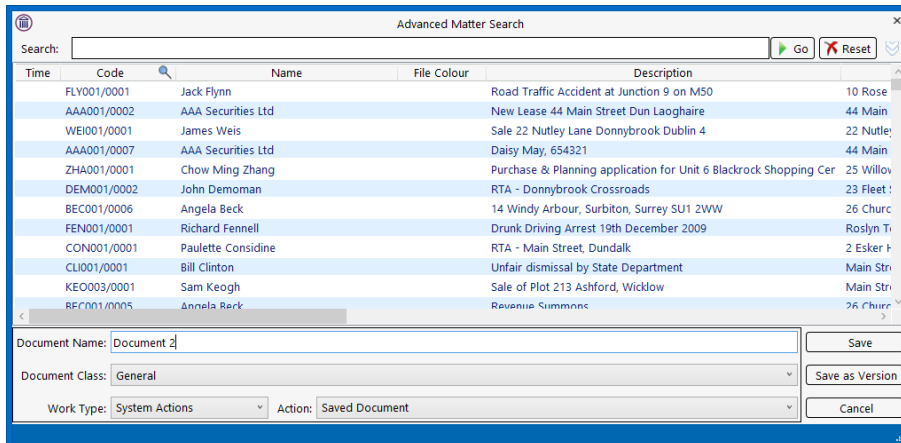 Advanced Matter Search
Search: Go Reset
Time Code Name File Colour Description
FLY001/0001 Jack Flynn Road Traffic Accident at Junction 9 on M50 10 Rose
AAA001/0002 AAA Securities Ltd New Lease 44 Main Street Dun Laoghaire 44 Main
WEI001/0001 James Weis Sale 22 Nutley Lane Donnybrook Dublin 4 22 Nutley
AAA001/0007 AAA Securities Ltd Daisy May, 654321 44 Main
ZHA001/0001 Chow Ming Zhang Purchase & Planning application for Unit 6 Blackrock Shopping Cer 25 Willow
DEM001/0002 John Demoman RTA - Donnybrook Crossroads 23 Fleet
BEC001/0006 Angela Beck 14 Windy Arbour, Surbiton, Surrey SU1 2WW 26 Churc
FEN001/0001 Richard Fennell Drunk Driving Arrest 19th December 2009 Roslyn
CON001/0001 Paulette Considine RTA - Main Street, Dundalk 2 Esker
CLI001/0001 Bill Clinton Unfair dismissal by State Department Main Str
KEO003/0001 Sam Keogh Sale of Plot 213 Ashford, Wicklow Main Str
BEC001/0005 Angela Beck Revenue Summons 26 Churc
Document Name: Document 2 Save
Document Class: General Save as Version
Work Type: System Actions Action: Saved Document Cancel